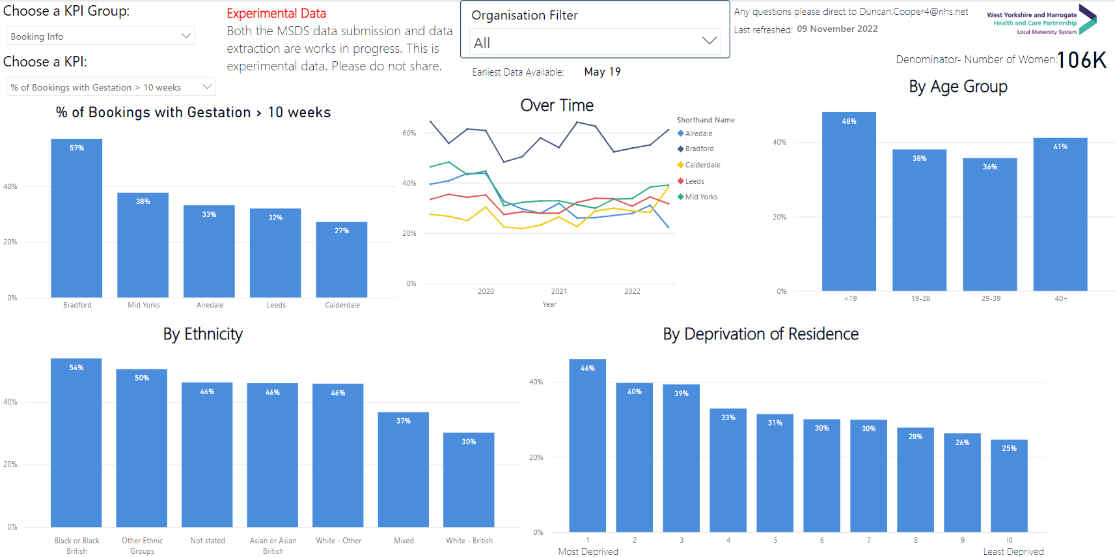 Choose a KPI Group:
Booking Info
Choose a KPI:
% of Bookings with Gestation > 10 weeks
Experimental Data
Both the MSDS data submission and data
extraction are works in progress. This is
experimental data. Please do not share.
Organisation Filter
All
Earliest Data Available: May 19
Any questions please direct to Duncan.Cooper4@nhs.net
Last refreshed: 09 November 2022
West Yorkshire and Harrogate
Health and Care Partnership
Local Maternity System
Denominator- Number of Women: 106K
% of Bookings with Gestation > 10 weeks
57%
38%
33%
32%
27%
40%
20%
0%
Bradford Mid Yorks Airedale Leeds Calderdale
Over Time
60%
40%
20%
0%
2020 2021 2022
Year
Shorthand Name
Airedale
Bradford
Calderdale
Leeds
Mid Yorks
By Age Group
48%
38%
36%
41%
40%
20%
0%
<19 19-28 29-39 40+
By Ethnicity
54%
50%
46%
46%
46%
37%
30%
40%
20%
0%
Black or Black
British
Other Ethnic
Groups
Not stated
Asian or Asian
British
White - Other
Mixed
White - British
By Deprivation of Residence
46%
40%
39%
33%
31%
30%
30%
28%
26%
25%
40%
20%
0%
1 2 3 4 5 6 7 8 9 10
Most Deprived Least Deprived